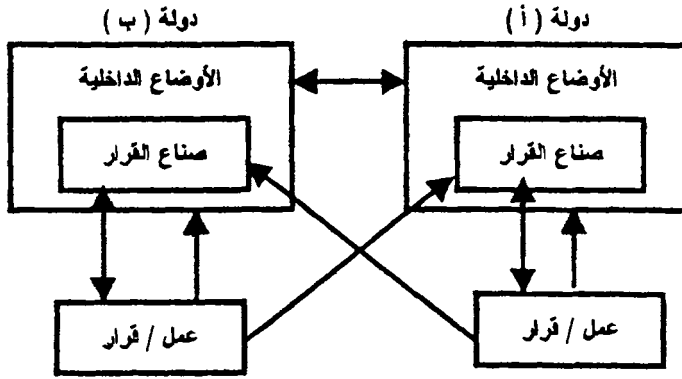 دولة ( أ )
دولة ( ب )
الأوضاع الداخلية
الأوضاع الداخلية
صناع القرار
صناع القرار
عمل / قرار
عمل / قرار